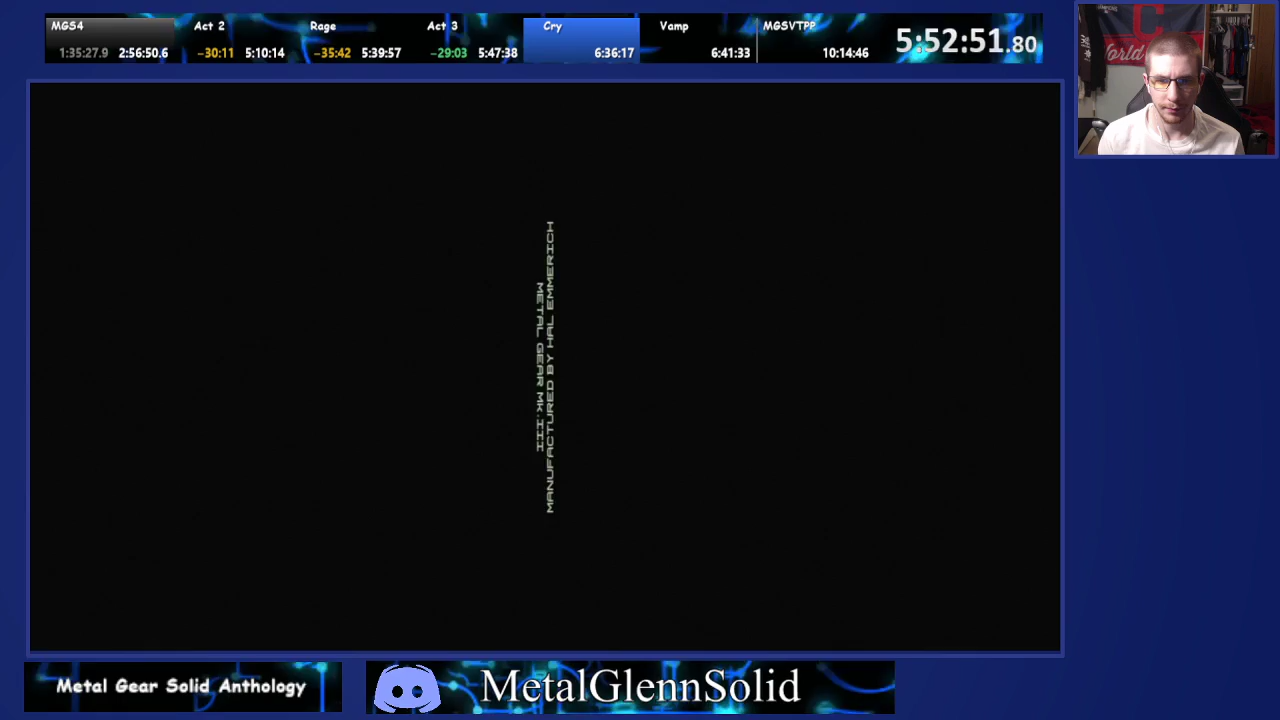 MGS4
1:35:27.9 2:56:50.6
Act 2
−30:11 5:10:14
Rage
−35:42 5:39:57
Act 3
−29:03 5:47:38
Cry
6:36:17
Vamp
6:41:33
MGSVTPP
10:14:46
5:52:51.80
MANUFACTURED BY HAL EMMERICH
METAL GEAR MK.III
Metal Gear Solid Anthology
MetalGlennSolid